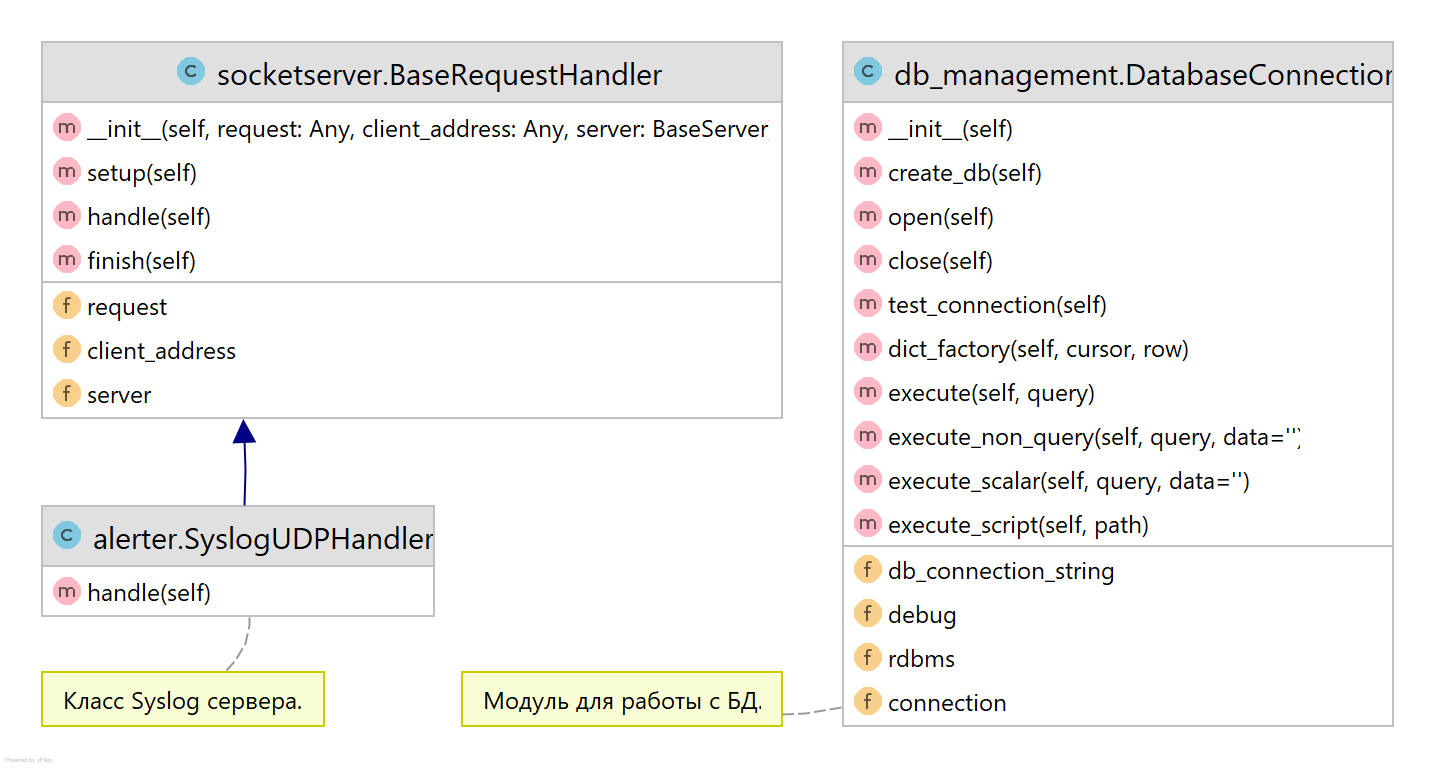 C socketserver.BaseRequestHandler
m __init__(self, request: Any, client_address: Any, server: BaseServer
m setup(self)
m handle(self)
m finish(self)
f request
f client_address
f server
C alerter.SyslogUDPHandler
m handle(self)
Класс Syslog сервера.
Модуль для работы с БД.
C db_management.DatabaseConnection
m __init__(self)
m create_db(self)
m open(self)
m close(self)
m test_connection(self)
m dict_factory(self, cursor, row)
m execute(self, query)
m execute_non_query(self, query, data='')
m execute_scalar(self, query, data='')
m execute_script(self, path)
f db_connection_string
f debug
f rdbms
f connection
Powered by yFiles